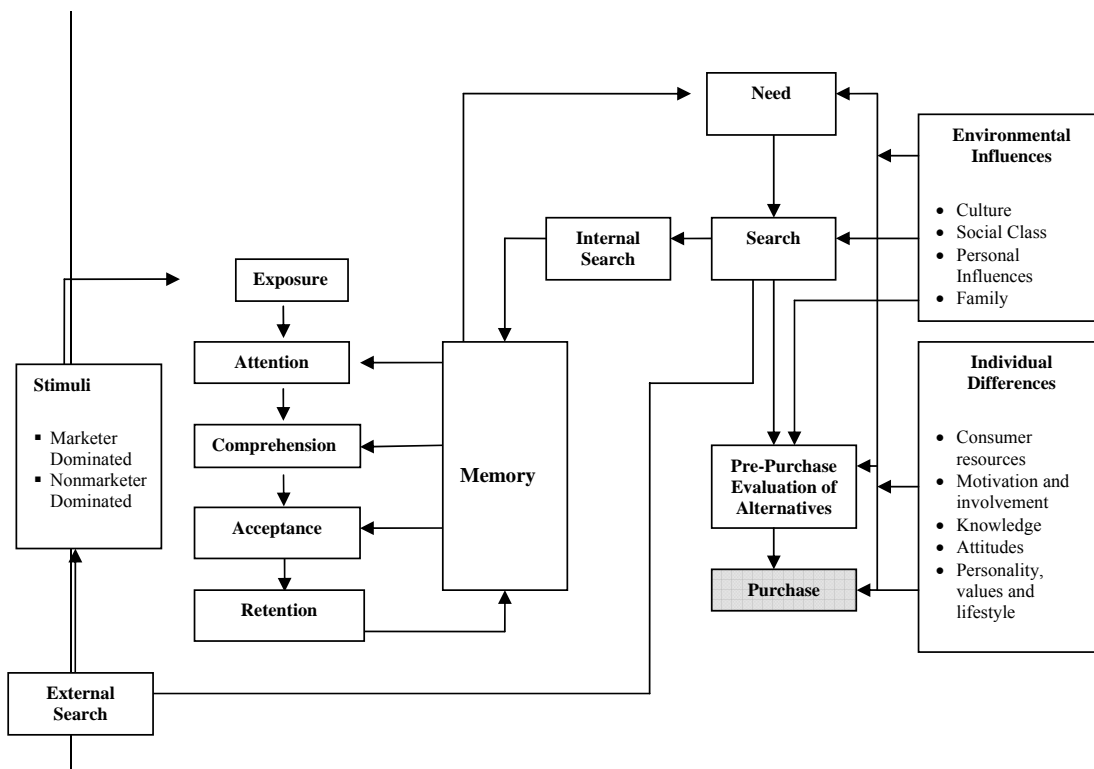 Need
Environmental
Influences
• Culture
• Social Class
• Personal
Influences
• Family
Internal
Search
Search
Exposure
Attention
Stimuli
▪ Marketer
Dominated
▪ Nonmarketer
Dominated
Comprehension
Memory
Acceptance
Retention
Individual
Differences
• Consumer
resources
• Motivation and
involvement
• Knowledge
• Attitudes
• Personality,
values and
lifestyle
Pre-Purchase
Evaluation of
Alternatives
Purchase
External
Search